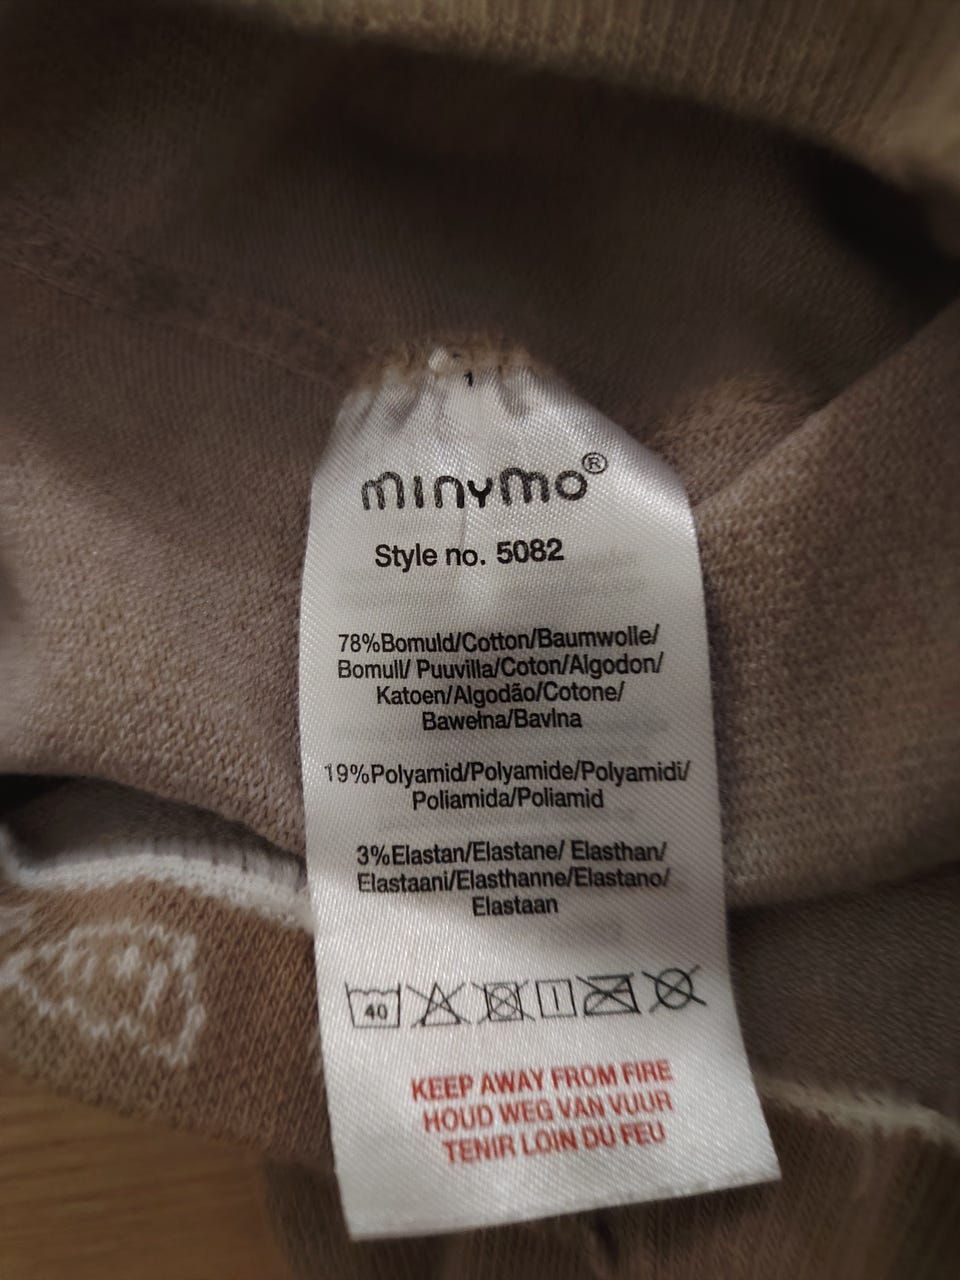 1
minymo®
Style no. 5082
78%Bomuld/Cotton/Baumwolle/
Bomull/ Puuvilla/Coton/Algodon/
Katoen/Algodão/Cotone/
Bawełna/Bavlna
19%Polyamid/Polyamide/Polyamidi/
Poliamida/Poliamid
3%Elastan/Elastane/ Elasthan/
Elastaani/Elasthanne/Elastano/
Elastaan
40
KEEP AWAY FROM FIRE
HOUD WEG VAN VUUR
TENIR LOIN DU FEU